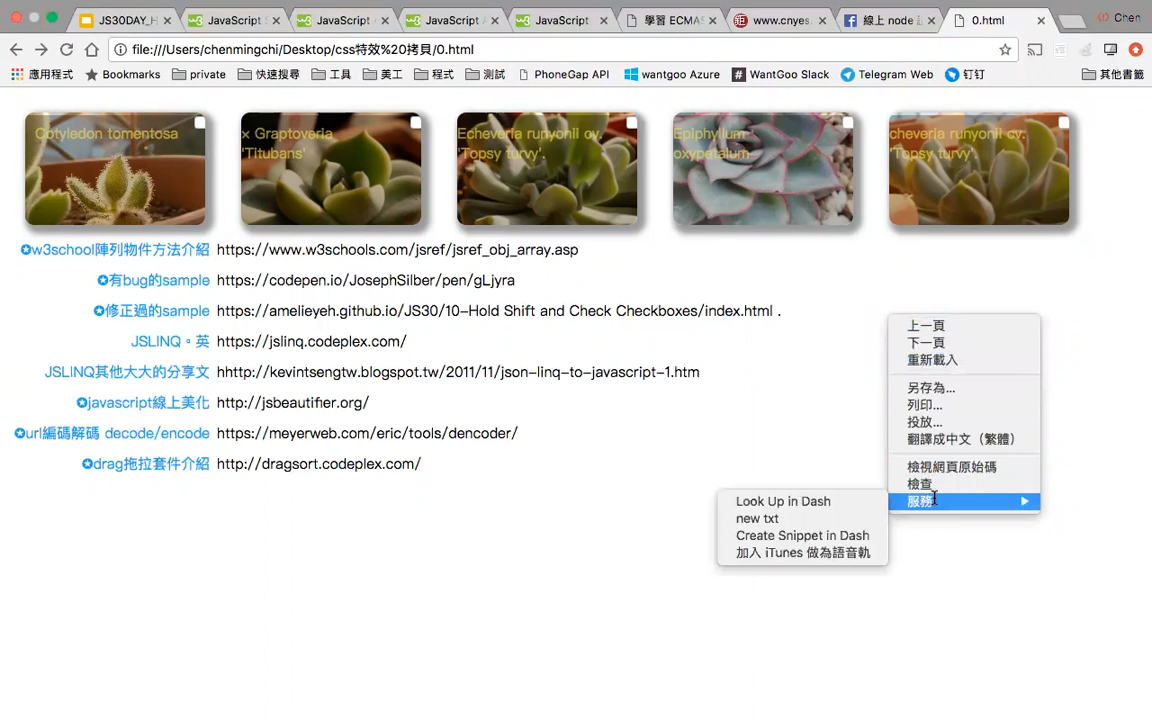 JS30DAY_H
JavaScript S
JavaScript
JavaScript A
JavaScript
學習 ECMAS
www.cnyes.
線上 node
0.html
Chen
file:///Users/chenmingchi/Desktop/css特效%20拷貝/0.html
應用程式 Bookmarks private 快速搜尋 工具 美工 程式 測試 PhoneGap API wantgoo Azure WantGoo Slack Telegram Web 钉钉 其他書籤
Cotyledon tomentosa
× Graptoveria
'Titubans'
Echeveria runyonii cv.
'Topsy turvy'.
Epiphyllum
oxypetalum
cheveria runyonii cv.
'Topsy turvy'.
✪w3school陣列物件方法介紹 https://www.w3schools.com/jsref/jsref_obj_array.asp
✪有bug的sample https://codepen.io/JosephSilber/pen/gLjyra
✪修正過的sample https://amelieyeh.github.io/JS30/10-Hold Shift and Check Checkboxes/index.html .
JSLINQ。英 https://jslinq.codeplex.com/
JSLINQ其他大大的分享文 hhttp://kevintsengtw.blogspot.tw/2011/11/json-linq-to-javascript-1.htm
✪javascript線上美化 http://jsbeautifier.org/
✪url編碼解碼 decode/encode https://meyerweb.com/eric/tools/dencoder/
✪drag拖拉套件介紹 http://dragsort.codeplex.com/
上一頁
下一頁
重新載入
另存為...
列印...
投放...
翻譯成中文（繁體）
檢視網頁原始碼
檢查
服務
Look Up in Dash
new txt
Create Snippet in Dash
加入 iTunes 做為語音軌